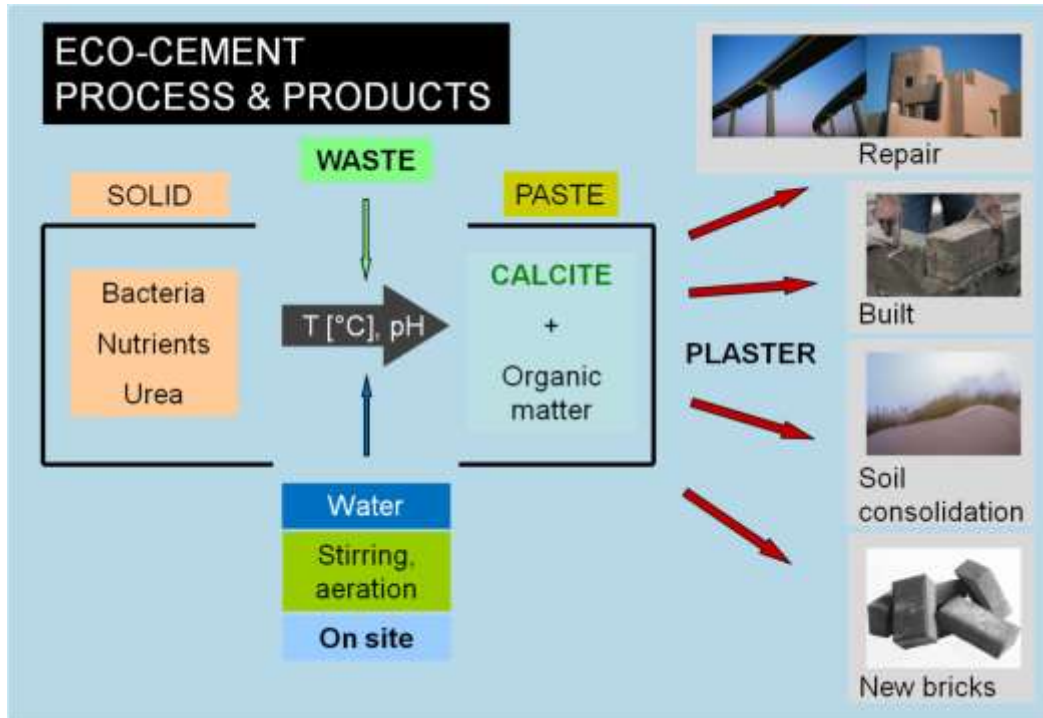 ECO-CEMENT
PROCESS & PRODUCTS
WASTE
SOLID
PASTE
Bacteria
Nutrients
Urea
T [°C], pH
CALCITE
+
Organic
matter
Water
Stirring,
aeration
On site
PLASTER
Repair
Built
Soil
consolidation
New bricks